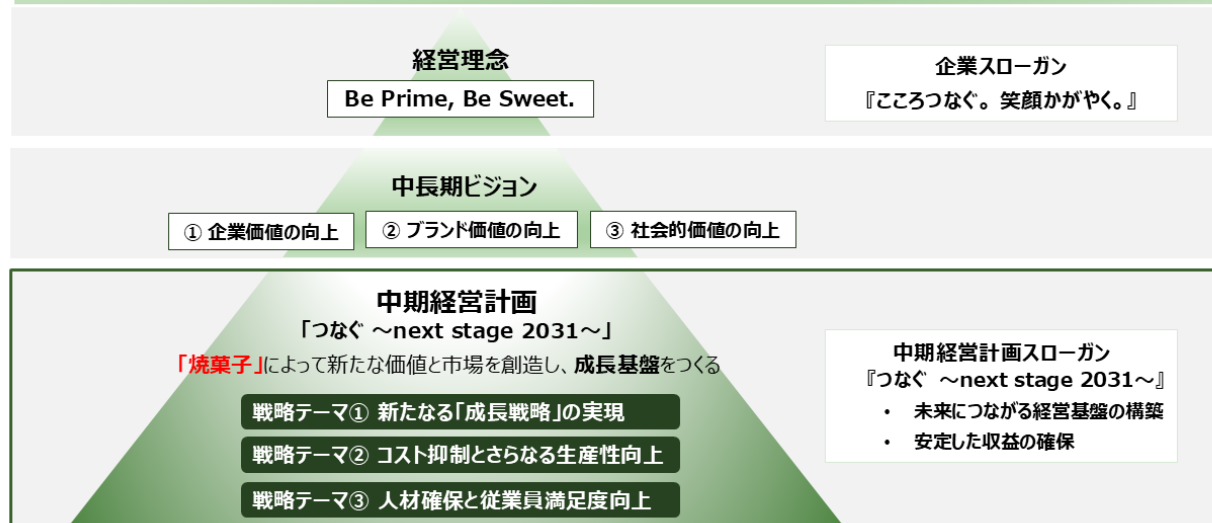 経営理念
Be Prime, Be Sweet.
企業スローガン
『こころつなぐ。笑顔かがやく。』
中長期ビジョン
① 企業価値の向上
② ブランド価値の向上
③ 社会的価値の向上
中期経営計画
「つなぐ ～next stage 2031～」
「焼菓子」によって新たな価値と市場を創造し、成長基盤をつくる
戦略テーマ① 新たなる「成長戦略」の実現
戦略テーマ② コスト抑制とさらなる生産性向上
戦略テーマ③ 人材確保と従業員満足度向上
中期経営計画スローガン
『つなぐ ～next stage 2031～』
・ 未来につながる経営基盤の構築
・ 安定した収益の確保